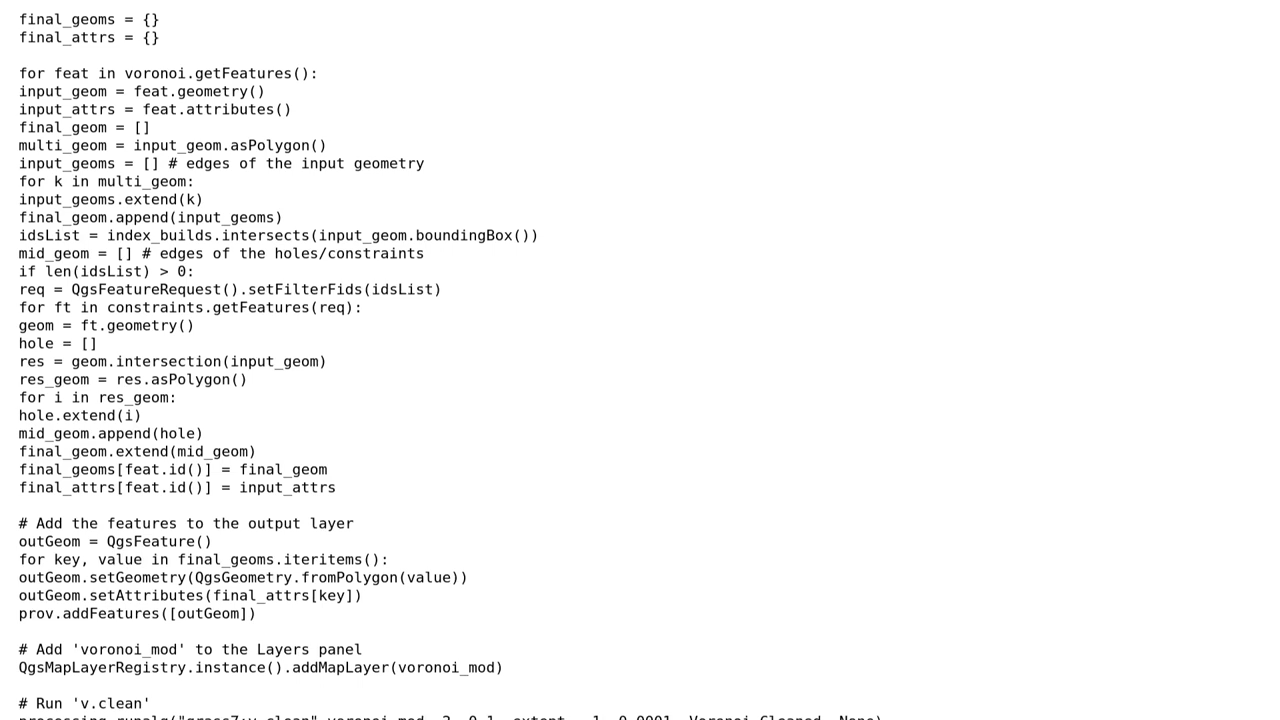 final_geoms = {}
final_attrs = {}
for feat in voronoi.getFeatures():
input_geom = feat.geometry()
input_attrs = feat.attributes()
final_geom = []
multi_geom = input_geom.asPolygon()
input_geoms = [] # edges of the input geometry
for k in multi_geom:
input_geoms.extend(k)
final_geom.append(input_geoms)
idsList = index_builds.intersects(input_geom.boundingBox())
mid_geom = [] # edges of the holes/constraints
if len(idsList) > 0:
req = QgsFeatureRequest().setFilterFids(idsList)
for ft in constraints.getFeatures(req):
geom = ft.geometry()
hole = []
res = geom.intersection(input_geom)
res_geom = res.asPolygon()
for i in res_geom:
hole.extend(i)
mid_geom.append(hole)
final_geom.extend(mid_geom)
final_geoms[feat.id()] = final_geom
final_attrs[feat.id()] = input_attrs
# Add the features to the output layer
outGeom = QgsFeature()
for key, value in final_geoms.iteritems():
outGeom.setGeometry(QgsGeometry.fromPolygon(value))
outGeom.setAttributes(final_attrs[key])
prov.addFeatures([outGeom])
# Add 'voronoi_mod' to the Layers panel
QgsMapLayerRegistry.instance().addMapLayer(voronoi_mod)
# Run 'v.clean'